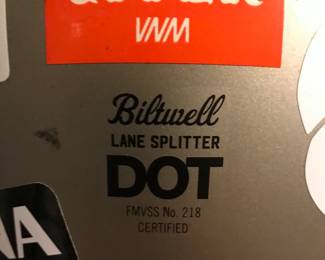 VNM
Biltwell
LANE SPLITTER
DOT
FMVSS No. 218
CERTIFIED